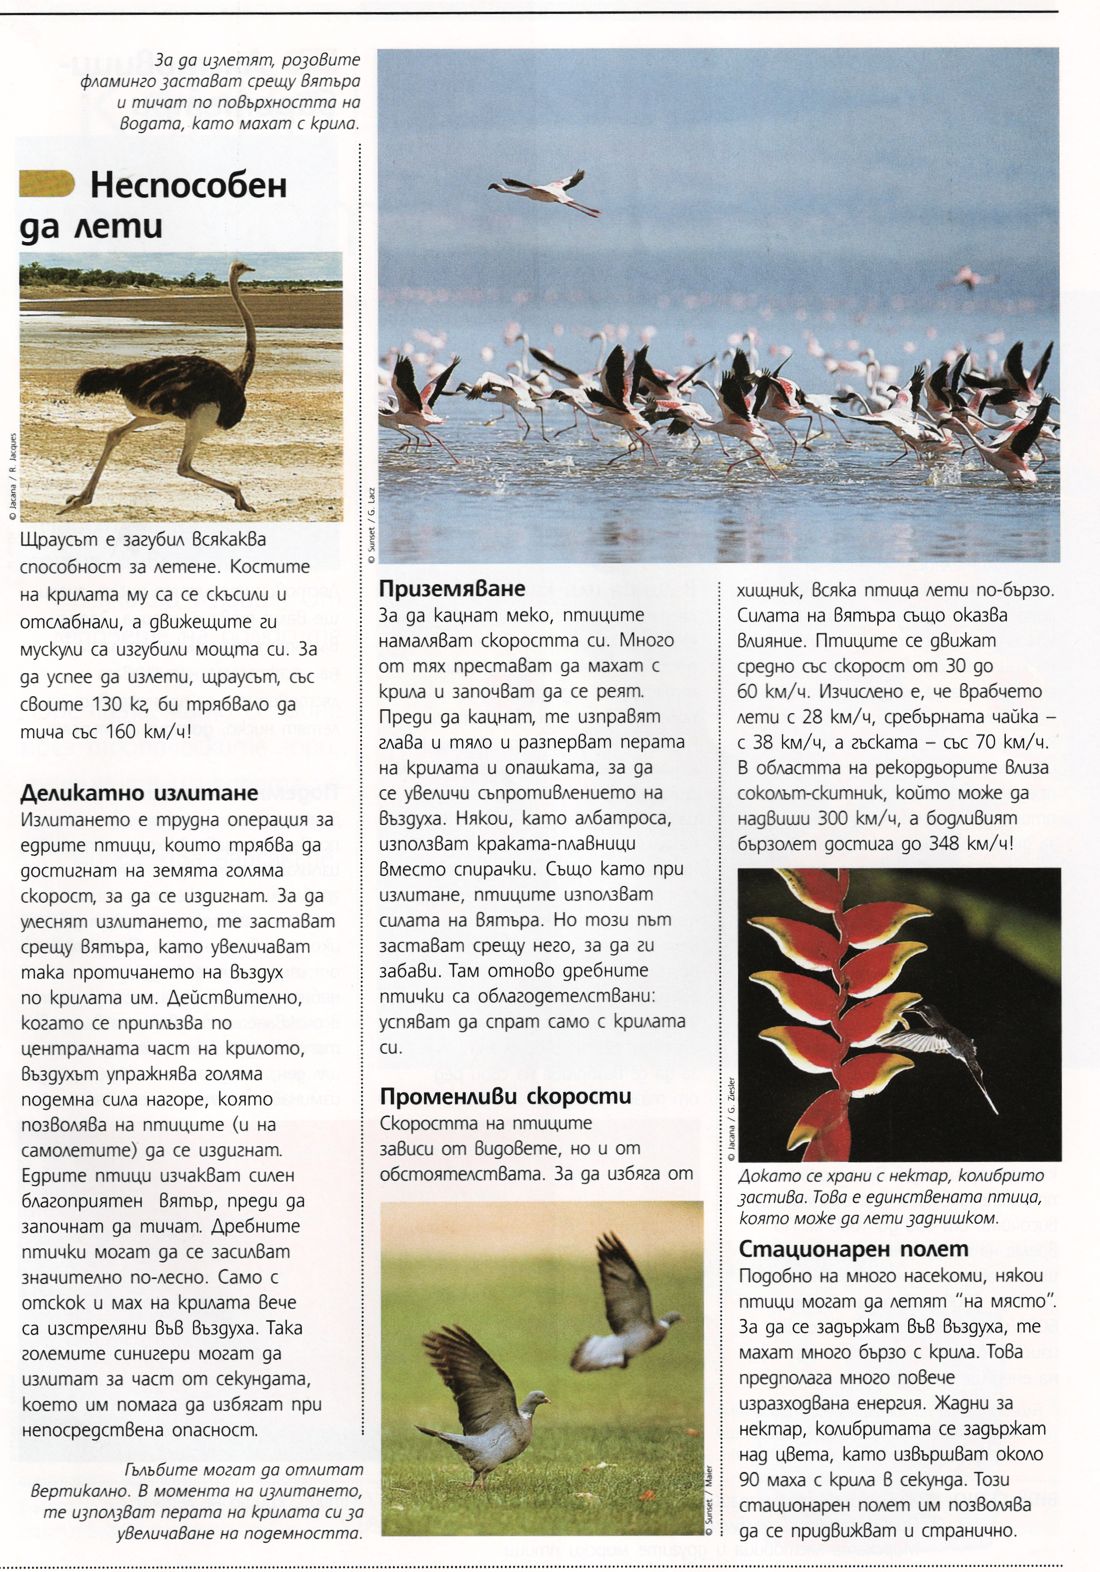 За да излетят, розовите
фламинго застават срещу вятъра
и тичат по повърхността на
водата, като махат с крила.
Неспособен
да лети
© Jacana / R. Jacques
© Sunset / G. Lacz
Щраусът е загубил всякаква
способност за летене. Костите
на крилата му са се скъсили и
отслабнали, а движещите ги
мускули са изгубили мощта си. За
да успее да излети, щраусът, със
своите 130 кг, би трябвало да
тича със 160 км/ч!
Деликатно излитане
Излитането е трудна операция за
едрите птици, които трябва да
достигнат на земята голяма
скорост, за да се издигнат. За да
улеснят излитането, те застават
срещу вятъра, като увеличават
така протичането на въздух
по крилата им. Действително,
когато се приплъзва по
централната част на крилото,
въздухът упражнява голяма
подемна сила нагоре, която
позволява на птиците (и на
самолетите) да се издигнат.
Едрите птици изчакват силен
благоприятен вятър, преди да
започнат да тичат. Дребните
птички могат да се засилват
значително по-лесно. Само с
отскок и мах на крилата вече
са изстреляни във въздуха. Така
големите синигери могат да
излитат за част от секундата,
което им помага да избягат при
непосредствена опасност.
Гълъбите могат да отлитат
вертикално. В момента на излитането,
те използват перата на крилата си за
увеличаване на подемността.
Приземяване
За да кацнат меко, птиците
намаляват скоростта си. Много
от тях престават да махат с
крила и започват да се реят.
Преди да кацнат, те изправят
глава и тяло и разперват перата
на крилата и опашката, за да
се увеличи съпротивлението на
въздуха. Някои, като албатроса,
използват краката-плавници
вместо спирачки. Също като при
излитане, птиците използват
силата на вятъра. Но този път
застават срещу него, за да ги
забави. Там отново дребните
птички са облагодетелствани:
успяват да спрат само с крилата
си.
Променливи скорости
Скоростта на птиците
зависи от видовете, но и от
обстоятелствата. За да избяга от
© Sunset / Maier
хищник, всяка птица лети по-бързо.
Силата на вятъра също оказва
влияние. Птиците се движат
средно със скорост от 30 до
60 км/ч. Изчислено е, че врабчето
лети с 28 км/ч, сребърната чайка –
с 38 км/ч, а гъската – със 70 км/ч.
В областта на рекордьорите влиза
соколът-скитник, който може да
надвиши 300 км/ч, а бодливият
бързолет достига до 348 км/ч!
© Jacana / G. Ziesler
Докато се храни с нектар, колибрито
застива. Това е единствената птица,
която може да лети заднишком.
Стационарен полет
Подобно на много насекоми, някои
птици могат да летят “на място”.
За да се задържат във въздуха, те
махат много бързо с крила. Това
предполага много повече
изразходвана енергия. Жадни за
нектар, колибритата се задържат
над цвета, като извършват около
90 маха с крила в секунда. Този
стационарен полет им позволява
да се придвижват и странично.